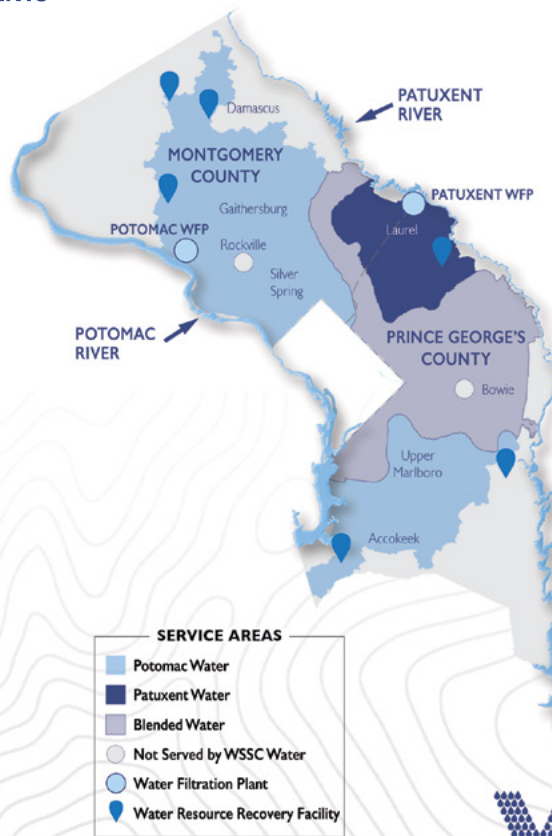 PATUXENT
RIVER
Damascus
MONTGOMERY
COUNTY
PATUXENT WFP
Gaithersburg
Laurel
POTOMAC WFP
Rockville
Silver
Spring
POTOMAC
RIVER
PRINCE GEORGE'S
COUNTY
Bowie
Upper
Marlboro
Accokeek
SERVICE AREAS
Potomac Water
Patuxent Water
Blended Water
Not Served by WSSC Water
Water Filtration Plant
Water Resource Recovery Facility